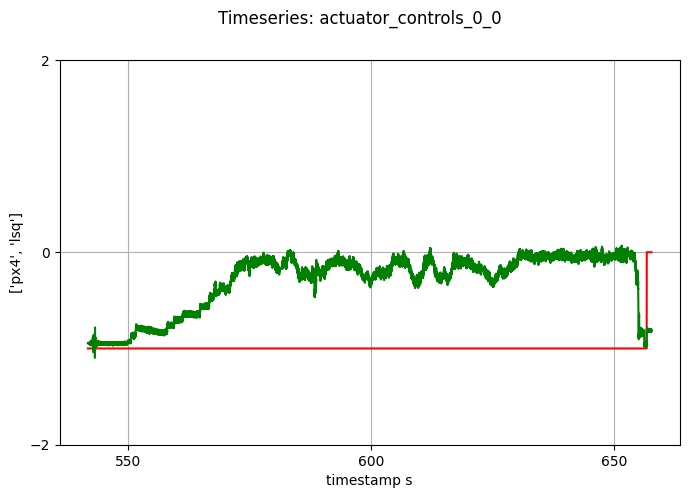 Timeseries: actuator_controls_0_0
2
0
−2
['px4', 'lsq']
550
600
650
timestamp s